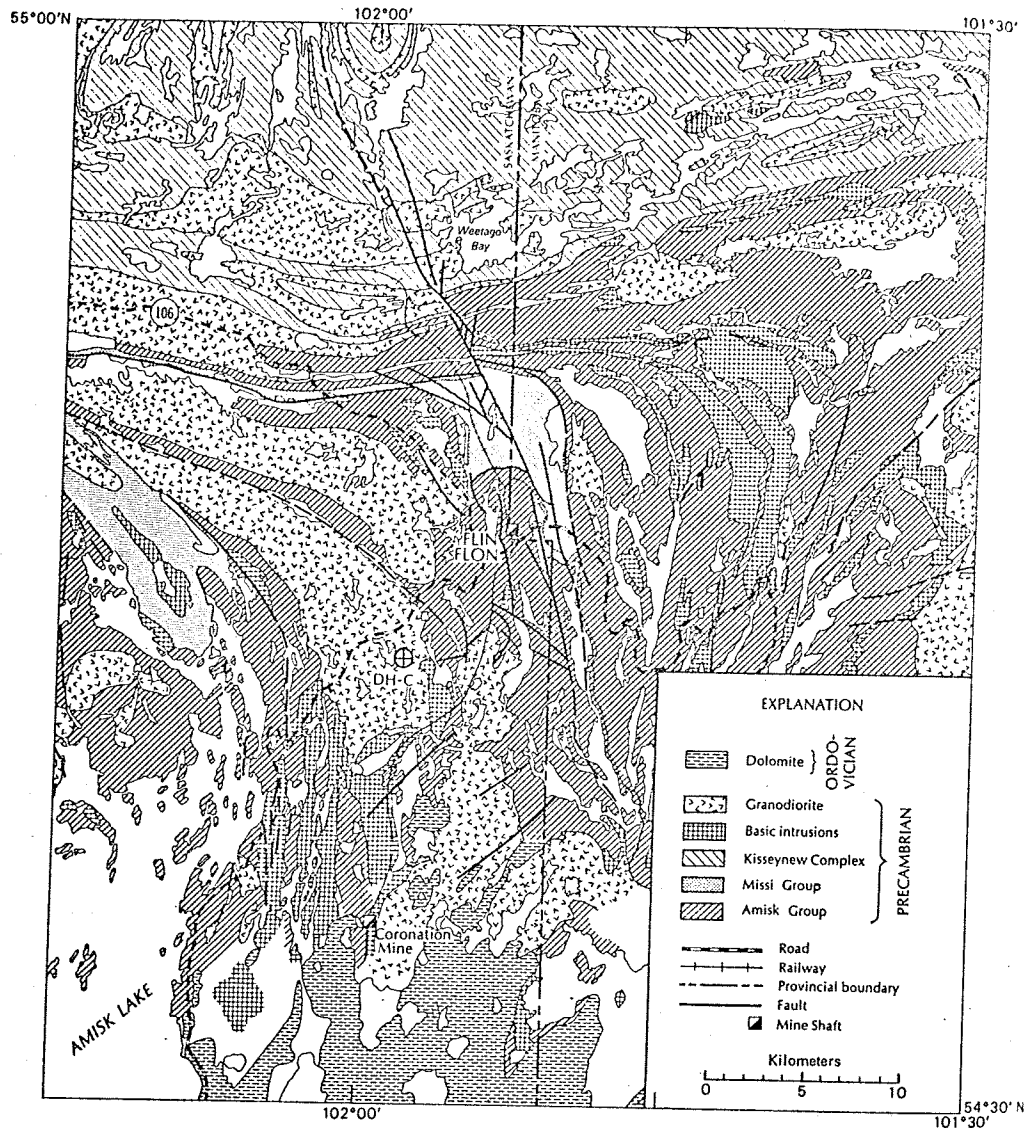 55°00'N
102°00'
101°30'
SASKATCHEWAN
Weetago
Bay
106
FLIN
FLON
DH-C
Coronation
Mine
AMISK LAKE
EXPLANATION
Dolomite
ORDO-
VICIAN
Granodiorite
Basic intrusions
Kisseynew Complex
Missi Group
Amisk Group
PRECAMBRIAN
Road
Railway
Provincial boundary
Fault
Mine Shaft
Kilometers
0 5 10
102°00'
54°30' N
101°30'